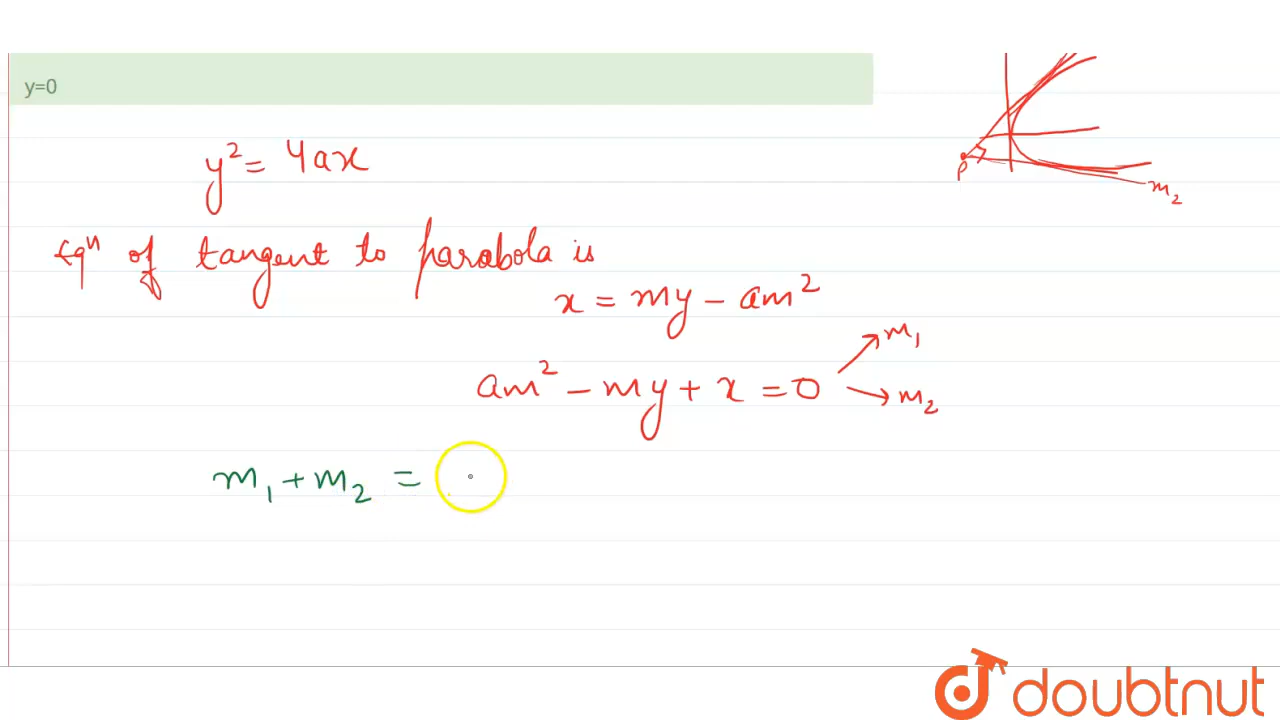 y=0
y² = 4ax
P
m₂
Eqⁿ of tangent to parabola is
x = my - am²
am² - my + x = 0
m₁
m₂
m₁ + m₂ =
doubtnut